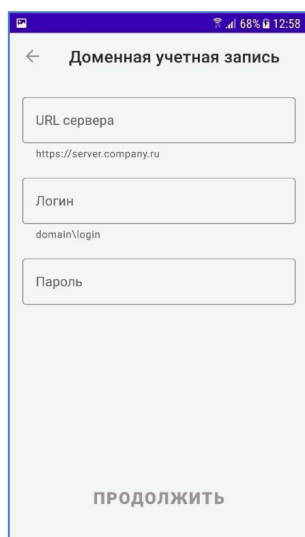 68% 12:58
Доменная учетная запись
URL сервера
https://server.company.ru
Логин
domain\login
Пароль
ПРОДОЛЖИТЬ